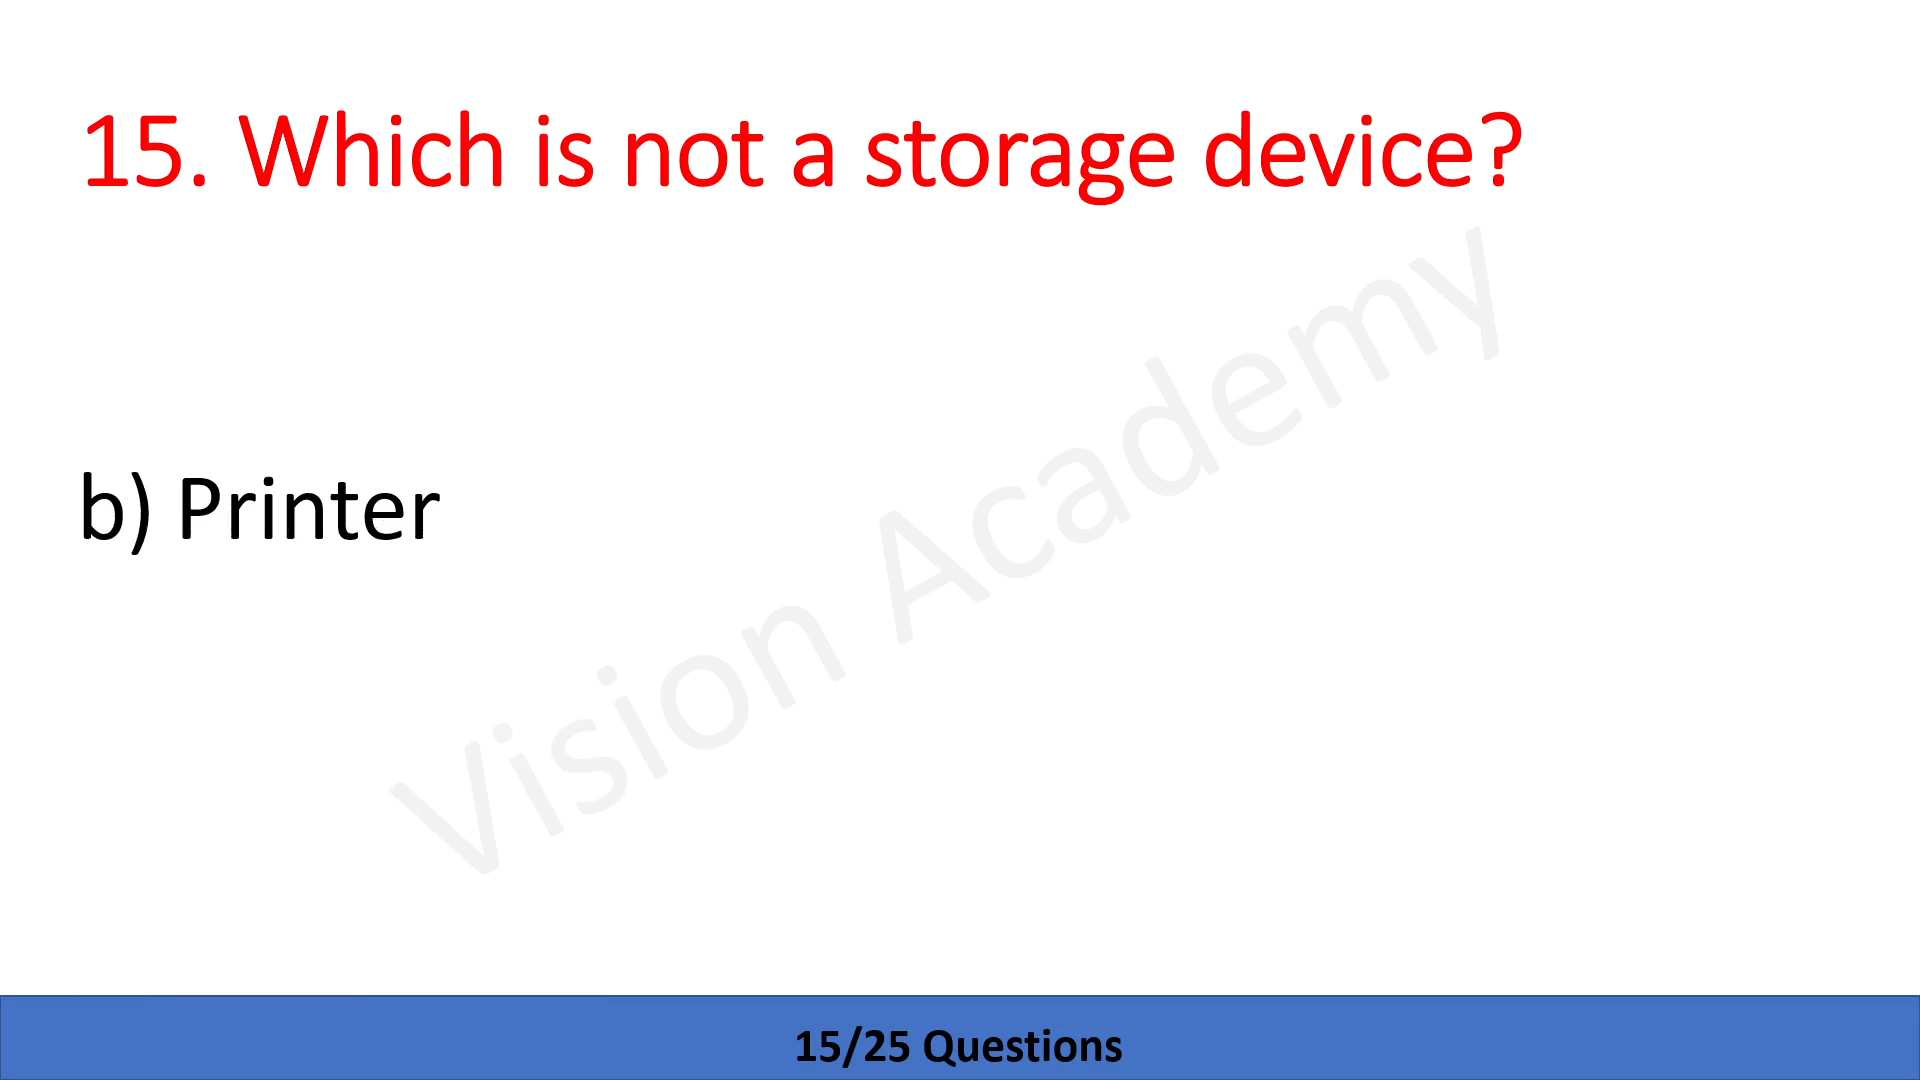 15. Which is not a storage device?
b) Printer
Vision Academy
15/25 Questions